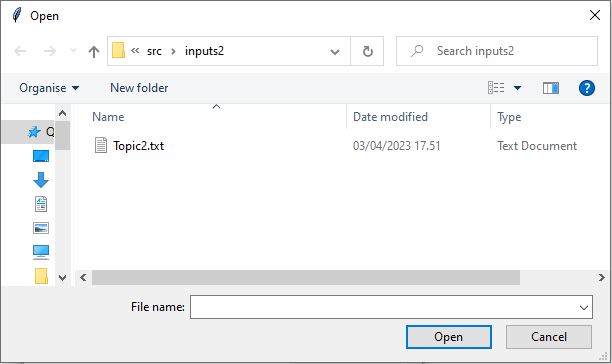 Open
src
inputs2
Search inputs2
Organise
New folder
Name
Date modified
Type
Topic2.txt
03/04/2023 17.51
Text Document
File name:
Open
Cancel